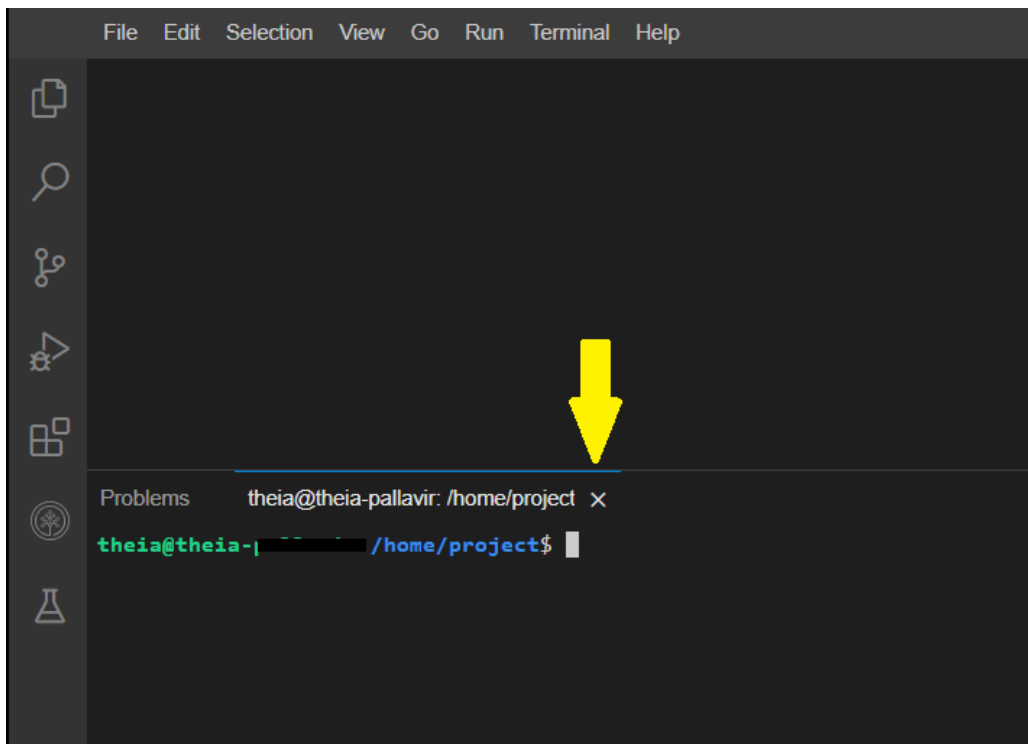 File Edit Selection View Go Run Terminal Help
Problems theia@theia-pallavir: /home/project
theia@theia- /home/project$